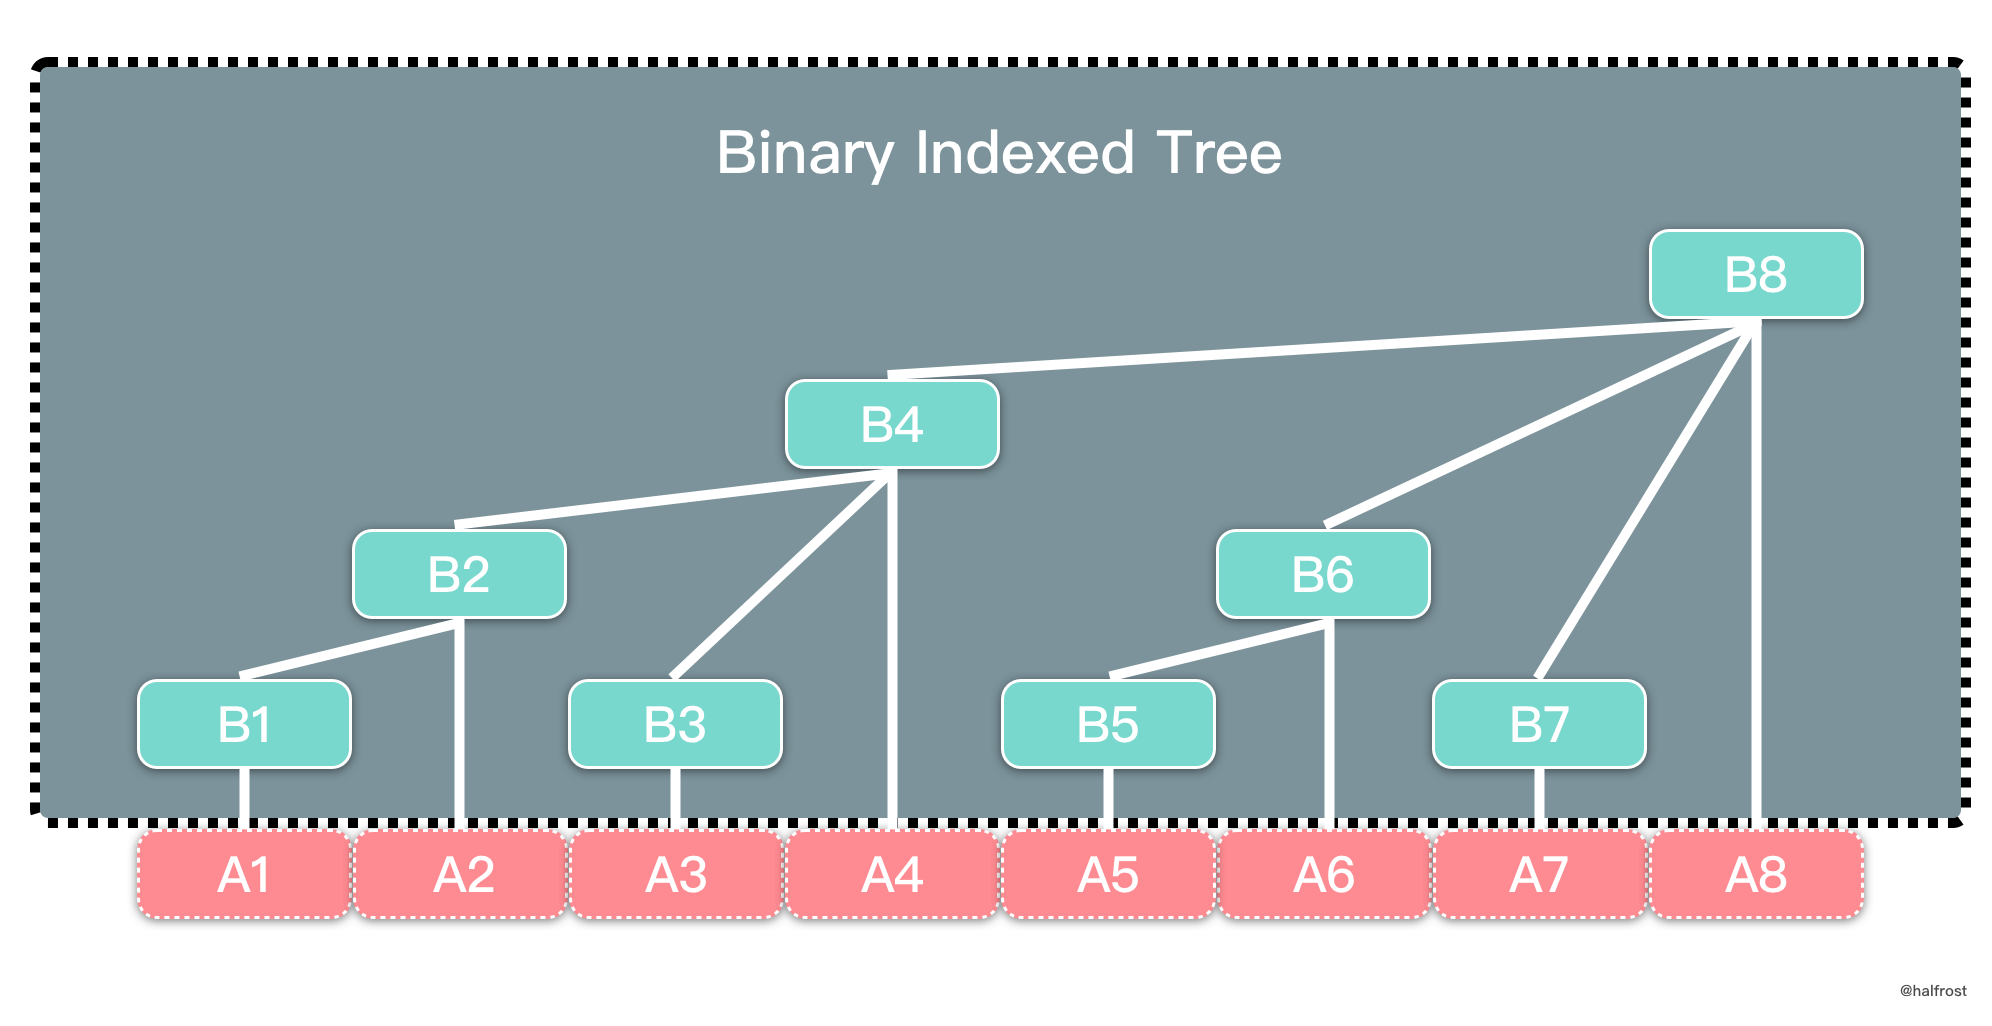 Binary Indexed Tree
B8
B4
B2
B6
B1
B3
B5
B7
A1
A2
A3
A4
A5
A6
A7
A8
@halfrost